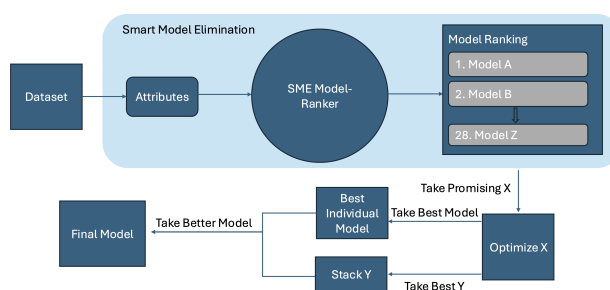 Smart Model Elimination
Dataset
Attributes
SME Model-
Ranker
Model Ranking
1. Model A
2. Model B
28. Model Z
Take Promising X
Optimize X
Take Best Model
Best
Individual
Model
Take Best Y
Stack Y
Take Better Model
Final Model